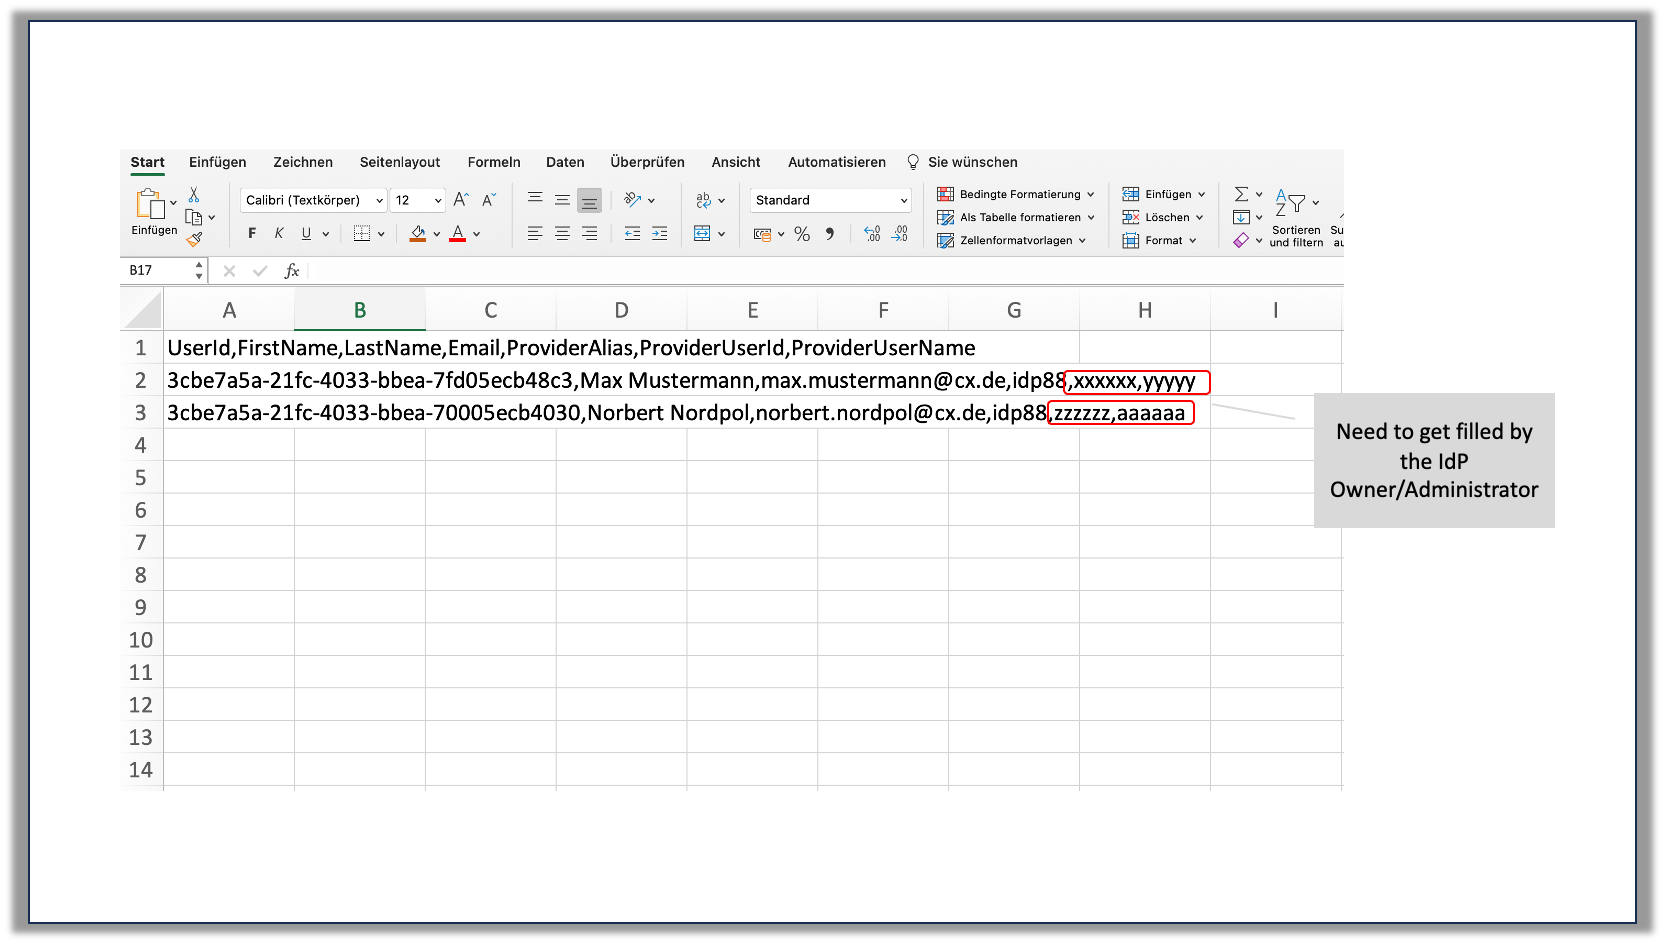 Start Einfügen Zeichnen Seitenlayout Formeln Daten Überprüfen Ansicht Automatisieren Sie wünschen
Einfügen
Calibri (Textkörper) 12
F K U A
ab
Standard
% 000
Bedingte Formatierung
Als Tabelle formatieren
Zellenformatvorlagen
Einfügen
Löschen
Format
Sortieren
und filtern
B17 fx
A B C D E F G H I
1 UserId,FirstName,LastName,Email,ProviderAlias,ProviderUserId,ProviderUserName
2 3cbe7a5a-21fc-4033-bbea-7fd05ecb48c3,Max Mustermann,max.mustermann@cx.de,idp88,xxxxxx,yyyyy
3 3cbe7a5a-21fc-4033-bbea-70005ecb4030,Norbert Nordpol,norbert.nordpol@cx.de,idp88,zzzzzz,aaaaaa
4
5
6
7
8
9
10
11
12
13
14
Need to get filled by
the IdP
Owner/Administrator